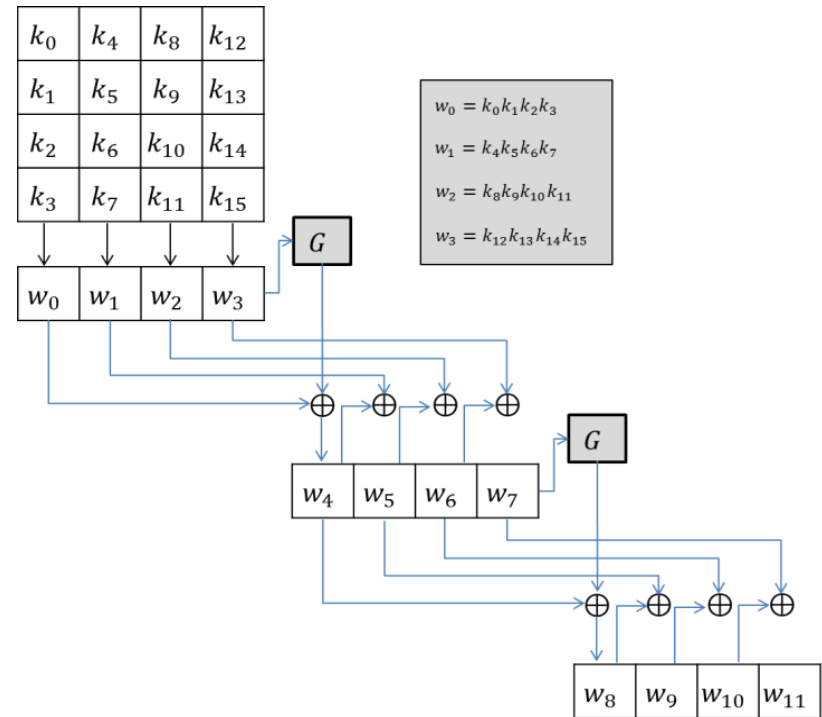 k₀ k₄ k₈ k₁₂
k₁ k₅ k₉ k₁₃
k₂ k₆ k₁₀ k₁₄
k₃ k₇ k₁₁ k₁₅
w₀ = k₀k₁k₂k₃
w₁ = k₄k₅k₆k₇
w₂ = k₈k₉k₁₀k₁₁
w₃ = k₁₂k₁₃k₁₄k₁₅
G
w₀ w₁ w₂ w₃
⊕ ⊕ ⊕ ⊕
G
w₄ w₅ w₆ w₇
⊕ ⊕ ⊕ ⊕
w₈ w₉ w₁₀ w₁₁